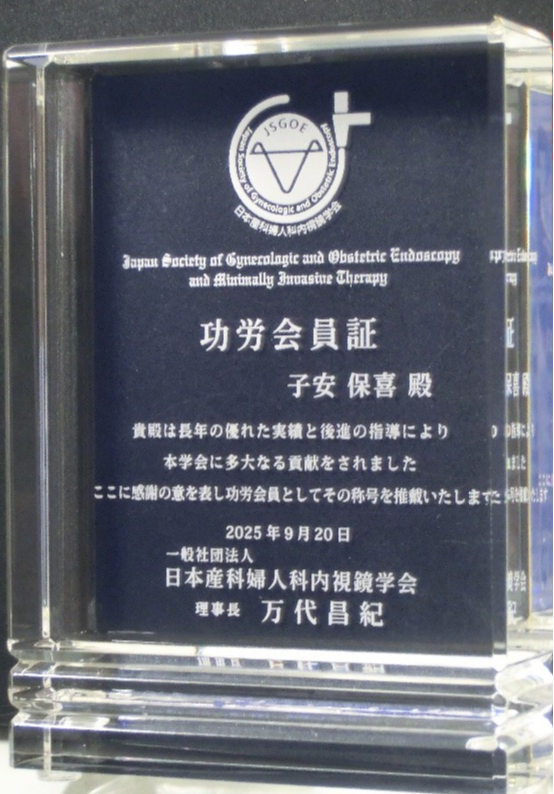 JSGOE
Japan Society of Gynecologic and Obstetric Endoscopy
日本産科婦人科内視鏡学会
Japan Society of Gynecologic and Obstetric Endoscopy
and Minimally Invasive Therapy
功労会員証
子安 保喜 殿
貴殿は長年の優れた実績と後進の指導により
本学会に多大なる貢献をされました
ここに感謝の意を表し功労会員としてその称号を推戴いたします
2025年9月20日
一般社団法人
日本産科婦人科内視鏡学会
理事長 万代昌紀